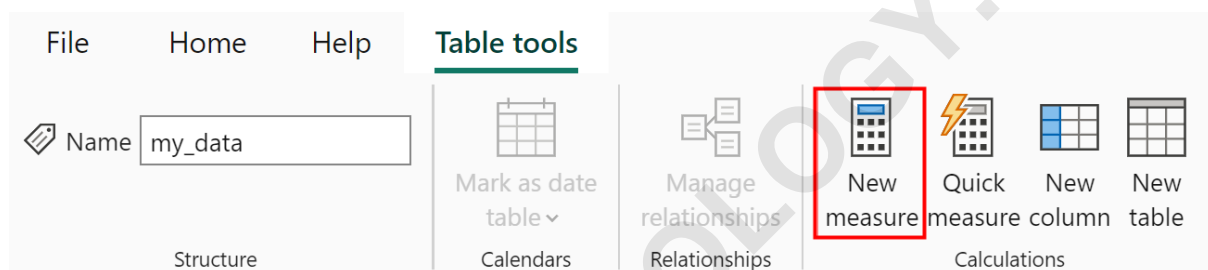 File Home Help Table tools
Name my_data
Mark as date table
Manage relationships
New measure
Quick measure
New column
New table
Structure Calendars Relationships Calculations
OLOGY.